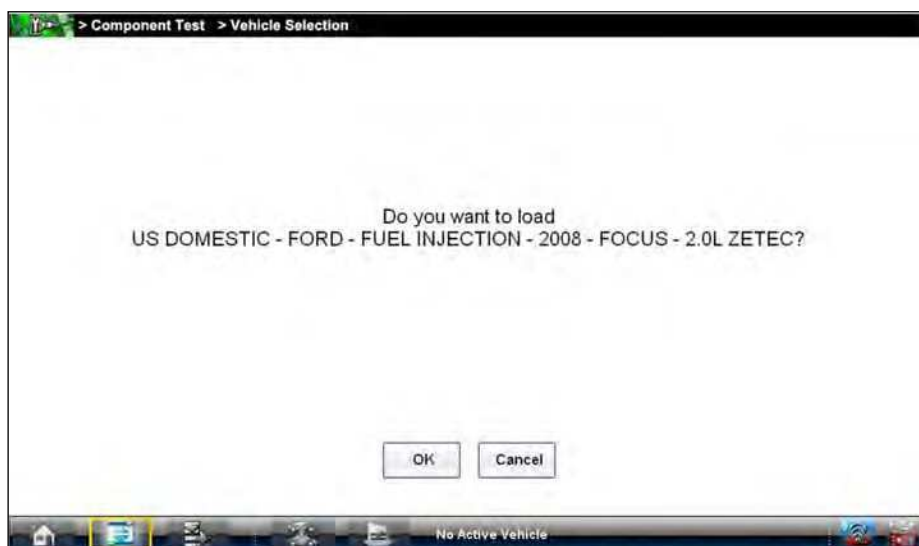 > Component Test > Vehicle Selection
Do you want to load
US DOMESTIC - FORD - FUEL INJECTION - 2008 - FOCUS - 2.0L ZETEC?
OK Cancel
No Active Vehicle